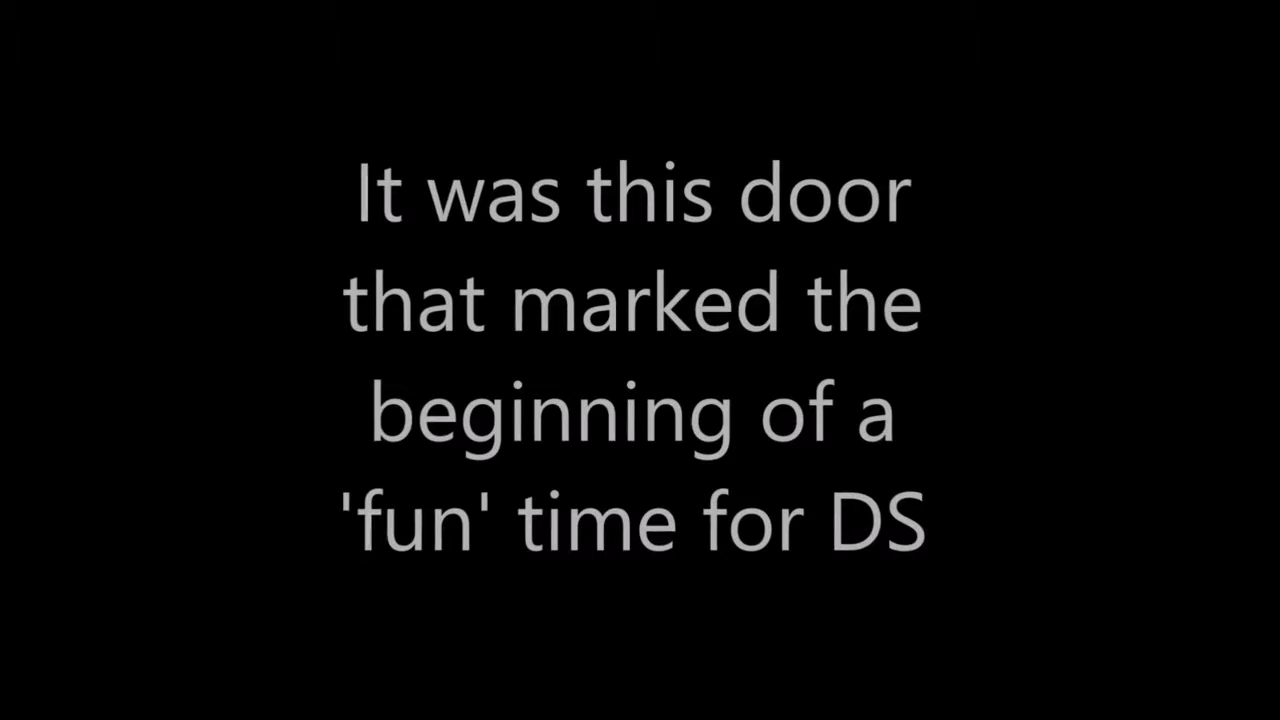 It was this door
that marked the
beginning of a
'fun' time for DS